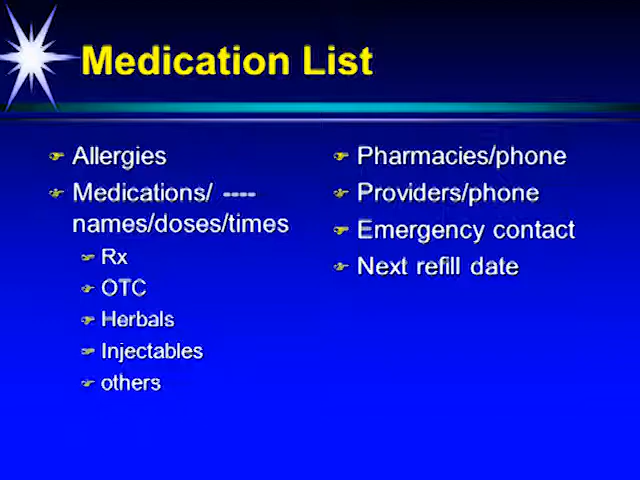 Medication List
Allergies
Medications/ ----
names/doses/times
Rx
OTC
Herbals
Injectables
others
Pharmacies/phone
Providers/phone
Emergency contact
Next refill date